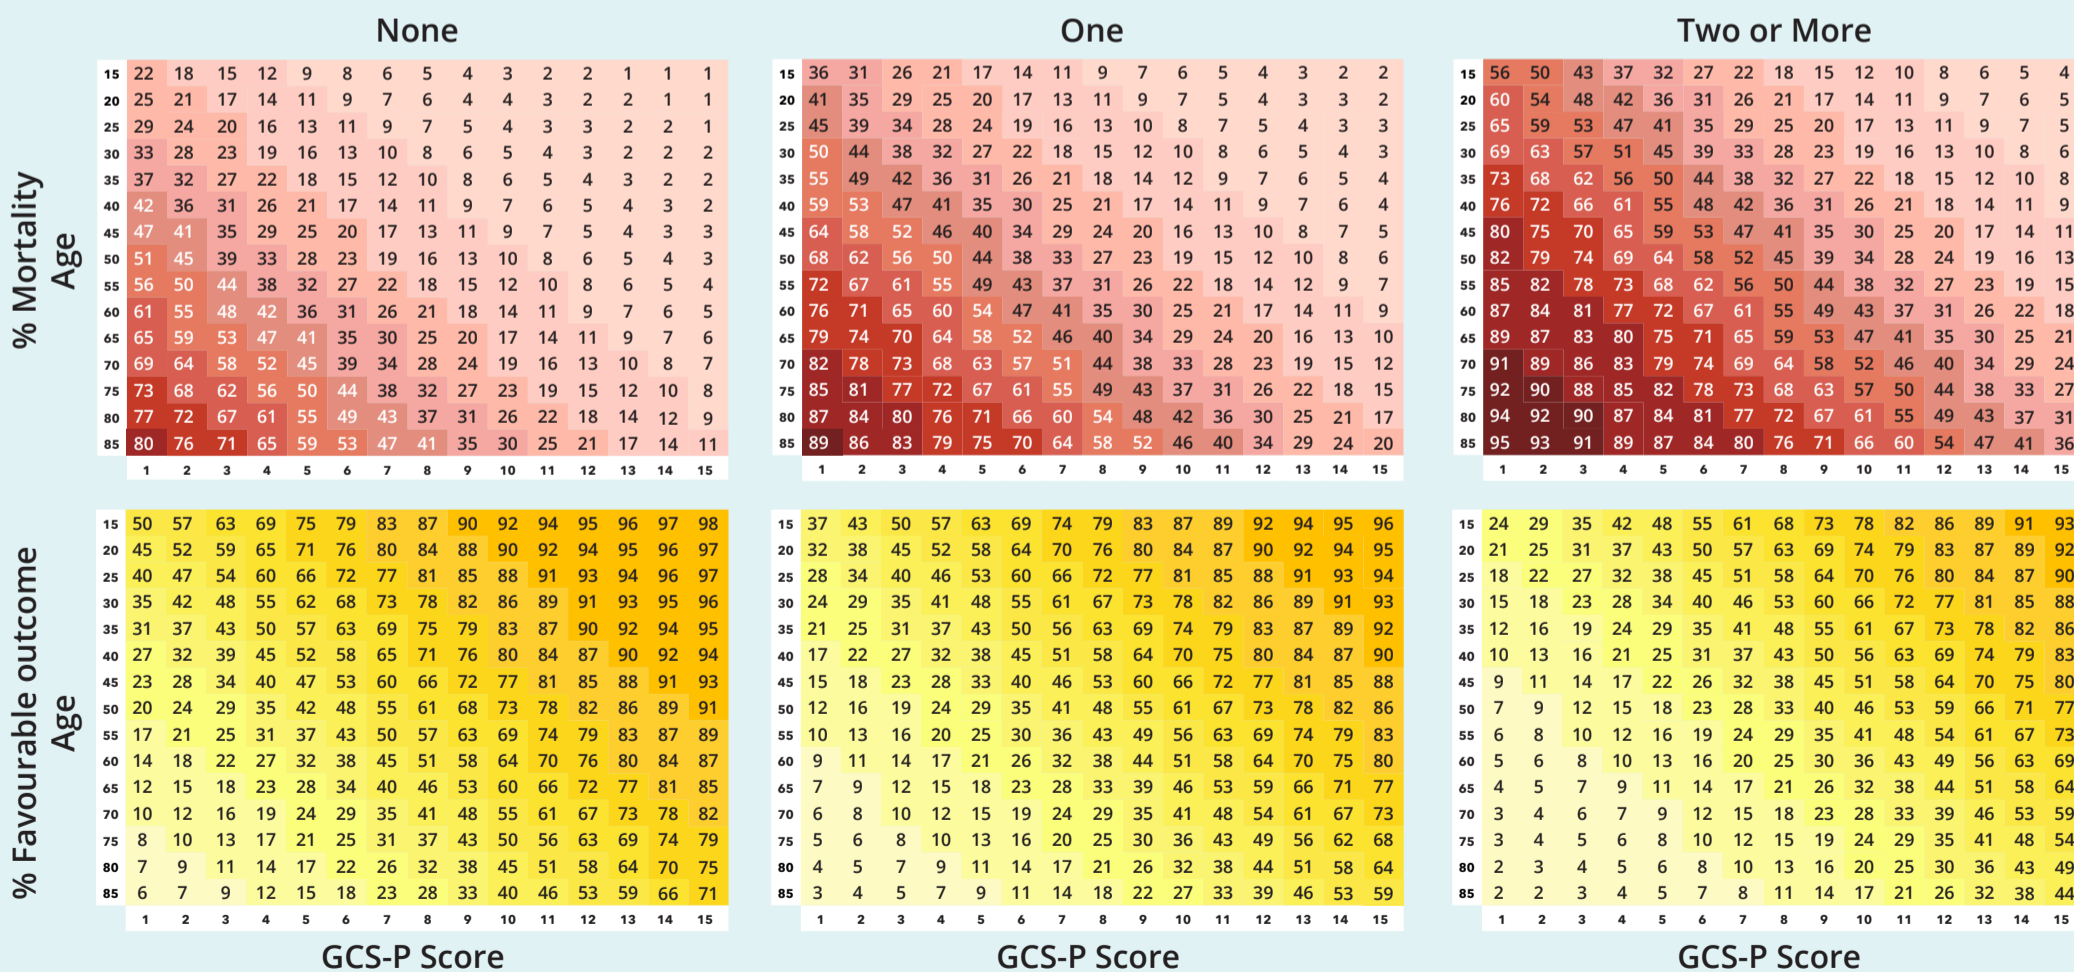 None One Two or More
% Mortality
Age
15 22 18 15 12 9 8 6 5 4 3 2 2 1 1 1
20 25 21 17 14 11 9 7 6 4 4 3 2 2 1 1
25 29 24 20 16 13 11 9 7 5 4 3 3 2 2 1
30 33 28 23 19 16 13 10 8 6 5 4 3 2 2 2
35 37 32 27 22 18 15 12 10 8 6 5 4 3 2 2
40 42 36 31 26 21 17 14 11 9 7 6 5 4 3 2
45 47 41 35 29 25 20 17 13 11 9 7 5 4 3 3
50 51 45 39 33 28 23 19 16 13 10 8 6 5 4 3
55 56 50 44 38 32 27 22 18 15 12 10 8 6 5 4
60 61 55 48 42 36 31 26 21 18 14 11 9 7 6 5
65 65 59 53 47 41 35 30 25 20 17 14 11 9 7 6
70 69 64 58 52 45 39 34 28 24 19 16 13 10 8 7
75 73 68 62 56 50 44 38 32 27 23 19 15 12 10 8
80 77 72 67 61 55 49 43 37 31 26 22 18 14 12 9
85 80 76 71 65 59 53 47 41 35 30 25 21 17 14 11
1 2 3 4 5 6 7 8 9 10 11 12 13 14 15
15 36 31 26 21 17 14 11 9 7 6 5 4 3 2 2
20 41 35 29 25 20 17 13 11 9 7 5 4 3 3 2
25 45 39 34 28 24 19 16 13 10 8 7 5 4 3 3
30 50 44 38 32 27 22 18 15 12 10 8 6 5 4 3
35 55 49 42 36 31 26 21 18 14 12 9 7 6 5 4
40 59 53 47 41 35 30 25 21 17 14 11 9 7 6 4
45 64 58 52 46 40 34 29 24 20 16 13 10 8 7 5
50 68 62 56 50 44 38 33 27 23 19 15 12 10 8 6
55 72 67 61 55 49 43 37 31 26 22 18 14 12 9 7
60 76 71 65 60 54 47 41 35 30 25 21 17 14 11 9
65 79 74 70 64 58 52 46 40 34 29 24 20 16 13 10
70 82 78 73 68 63 57 51 44 38 33 28 23 19 15 12
75 85 81 77 72 67 61 55 49 43 37 31 26 22 18 15
80 87 84 80 76 71 66 60 54 48 42 36 30 25 21 17
85 89 86 83 79 75 70 64 58 52 46 40 34 29 24 20
1 2 3 4 5 6 7 8 9 10 11 12 13 14 15
15 56 50 43 37 32 27 22 18 15 12 10 8 6 5 4
20 60 54 48 42 36 31 26 21 17 14 11 9 7 6 5
25 65 59 53 47 41 35 29 25 20 17 13 11 9 7 5
30 69 63 57 51 45 39 33 28 23 19 16 13 10 8 6
35 73 68 62 56 50 44 38 32 27 22 18 15 12 10 8
40 76 72 66 61 55 48 42 36 31 26 21 18 14 11 9
45 80 75 70 65 59 53 47 41 35 30 25 20 17 14 11
50 82 79 74 69 64 58 52 45 39 34 28 24 19 16 13
55 85 82 78 73 68 62 56 50 44 38 32 27 23 19 15
60 87 84 81 77 72 67 61 55 49 43 37 31 26 22 18
65 89 87 83 80 75 71 65 59 53 47 41 35 30 25 21
70 91 89 86 83 79 74 69 64 58 52 46 40 34 29 24
75 92 90 88 85 82 78 73 68 63 57 50 44 38 33 27
80 94 92 90 87 84 81 77 72 67 61 55 49 43 37 31
85 95 93 91 89 87 84 80 76 71 66 60 54 47 41 36
1 2 3 4 5 6 7 8 9 10 11 12 13 14 15
% Favourable outcome
Age
15 50 57 63 69 75 79 83 87 90 92 94 95 96 97 98
20 45 52 59 65 71 76 80 84 88 90 92 94 95 96 97
25 40 47 54 60 66 72 77 81 85 88 91 93 94 96 97
30 35 42 48 55 62 68 73 78 82 86 89 91 93 95 96
35 31 37 43 50 57 63 69 75 79 83 87 90 92 94 95
40 27 32 39 45 52 58 65 71 76 80 84 87 90 92 94
45 23 28 34 40 47 53 60 66 72 77 81 85 88 91 93
50 20 24 29 35 42 48 55 61 68 73 78 82 86 89 91
55 17 21 25 31 37 43 50 57 63 69 74 79 83 87 89
60 14 18 22 27 32 38 45 51 58 64 70 76 80 84 87
65 12 15 18 23 28 34 40 46 53 60 66 72 77 81 85
70 10 12 16 19 24 29 35 41 48 55 61 67 73 78 82
75 8 10 13 17 21 25 31 37 43 50 56 63 69 74 79
80 7 9 11 14 17 22 26 32 38 45 51 58 64 70 75
85 6 7 9 12 15 18 23 28 33 40 46 53 59 66 71
1 2 3 4 5 6 7 8 9 10 11 12 13 14 15
GCS-P Score
15 37 43 50 57 63 69 74 79 83 87 89 92 94 95 96
20 32 38 45 52 58 64 70 76 80 84 87 90 92 94 95
25 28 34 40 46 53 60 66 72 77 81 85 88 91 93 94
30 24 29 35 41 48 55 61 67 73 78 82 86 89 91 93
35 21 25 31 37 43 50 56 63 69 74 79 83 87 89 92
40 17 22 27 32 38 45 51 58 64 70 75 80 84 87 90
45 15 18 23 28 33 40 46 53 60 66 72 77 81 85 88
50 12 16 19 24 29 35 41 48 55 61 67 73 78 82 86
55 10 13 16 20 25 30 36 43 49 56 63 69 74 79 83
60 9 11 14 17 21 26 32 38 44 51 58 64 70 75 80
65 7 9 12 15 18 23 28 33 39 46 53 59 66 71 77
70 6 8 10 12 15 19 24 29 35 41 48 54 61 67 73
75 5 6 8 10 13 16 20 25 30 36 43 49 56 62 68
80 4 5 7 9 11 14 17 21 26 32 38 44 51 58 64
85 3 4 5 7 9 11 14 18 22 27 33 39 46 53 59
1 2 3 4 5 6 7 8 9 10 11 12 13 14 15
GCS-P Score
15 24 29 35 42 48 55 61 68 73 78 82 86 89 91 93
20 21 25 31 37 43 50 57 63 69 74 79 83 87 89 92
25 18 22 27 32 38 45 51 58 64 70 76 80 84 87 90
30 15 18 23 28 34 40 46 53 60 66 72 77 81 85 88
35 12 16 19 24 29 35 41 48 55 61 67 73 78 82 86
40 10 13 16 21 25 31 37 43 50 56 63 69 74 79 83
45 9 11 14 17 22 26 32 38 45 51 58 64 70 75 80
50 7 9 12 15 18 23 28 33 40 46 53 59 66 71 77
55 6 8 10 12 16 19 24 29 35 41 48 54 61 67 73
60 5 6 8 10 13 16 20 25 30 36 43 49 56 63 69
65 4 5 7 9 11 14 17 21 26 32 38 44 51 58 64
70 3 4 6 7 9 12 15 18 23 28 33 39 46 53 59
75 3 4 5 6 8 10 12 15 19 24 29 35 41 48 54
80 2 3 4 5 6 8 10 13 16 20 25 30 36 43 49
85 2 2 3 4 5 7 8 11 14 17 21 26 32 38 44
1 2 3 4 5 6 7 8 9 10 11 12 13 14 15
GCS-P Score